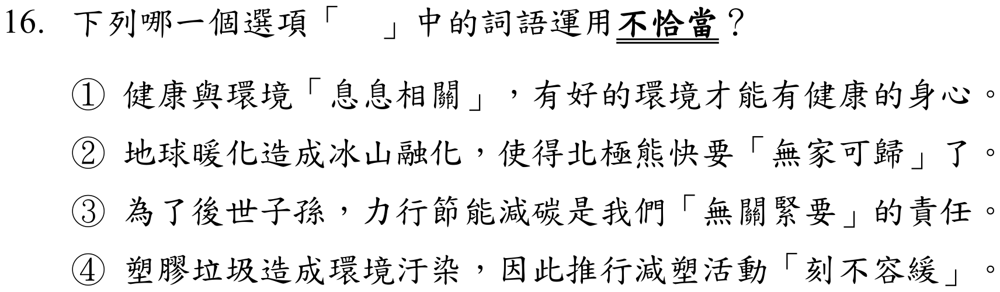 16. 下列哪一個選項「　」中的詞語運用不恰當？
① 健康與環境「息息相關」，有好的環境才能有健康的身心。
② 地球暖化造成冰山融化，使得北極熊快要「無家可歸」了。
③ 為了後世子孫，力行節能減碳是我們「無關緊要」的責任。
④ 塑膠垃圾造成環境汙染，因此推行減塑活動「刻不容緩」。